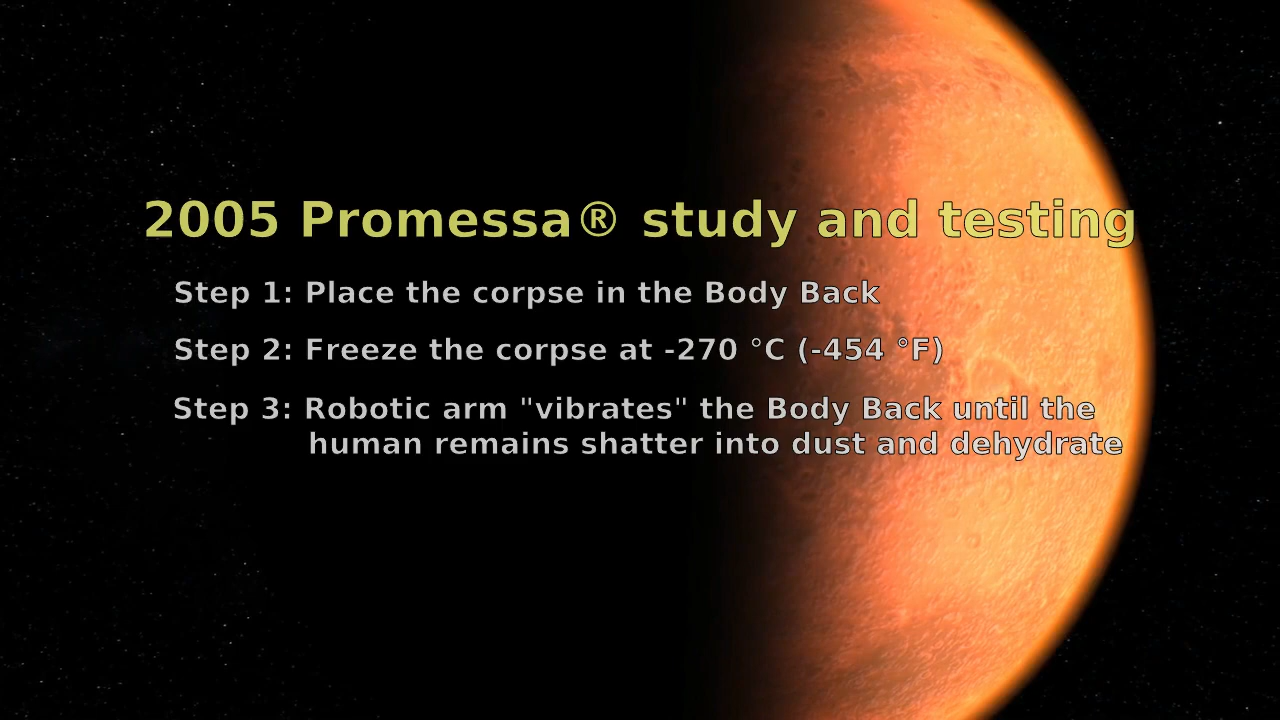 2005 Promessa® study and testing
Step 1: Place the corpse in the Body Back
Step 2: Freeze the corpse at -270 °C (-454 °F)
Step 3: Robotic arm "vibrates" the Body Back until the
human remains shatter into dust and dehydrate